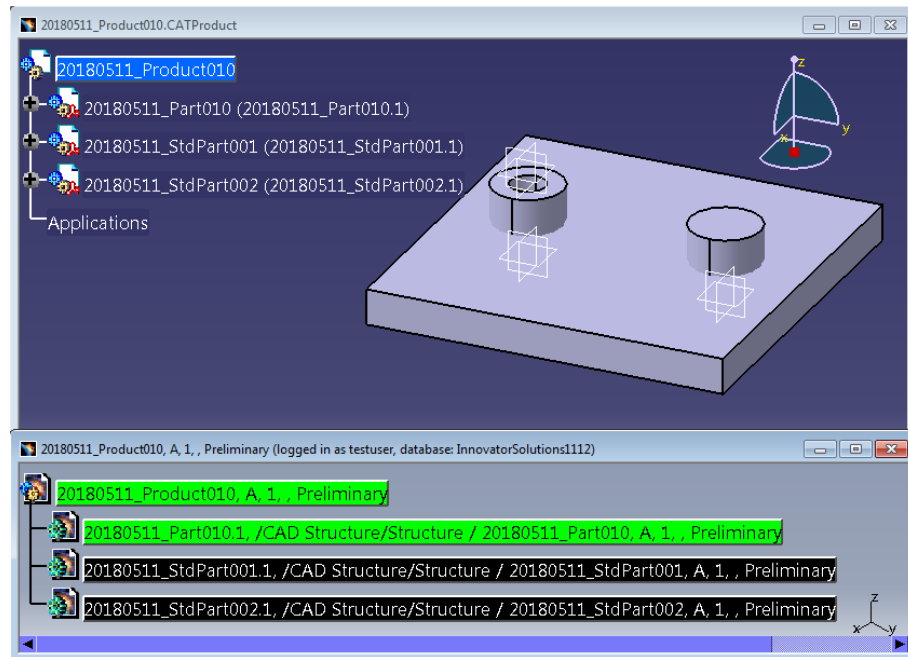 20180511_Product010.CATProduct
20180511_Product010
20180511_Part010 (20180511_Part010.1)
20180511_StdPart001 (20180511_StdPart001.1)
20180511_StdPart002 (20180511_StdPart002.1)
Applications
z
y
x
20180511_Product010, A, 1, , Preliminary (logged in as testuser, database: InnovatorSolutions1112)
20180511_Product010, A, 1, , Preliminary
20180511_Part010.1, /CAD Structure/Structure / 20180511_Part010, A, 1, , Preliminary
20180511_StdPart001.1, /CAD Structure/Structure / 20180511_StdPart001, A, 1, , Preliminary
20180511_StdPart002.1, /CAD Structure/Structure / 20180511_StdPart002, A, 1, , Preliminary
z
x
y